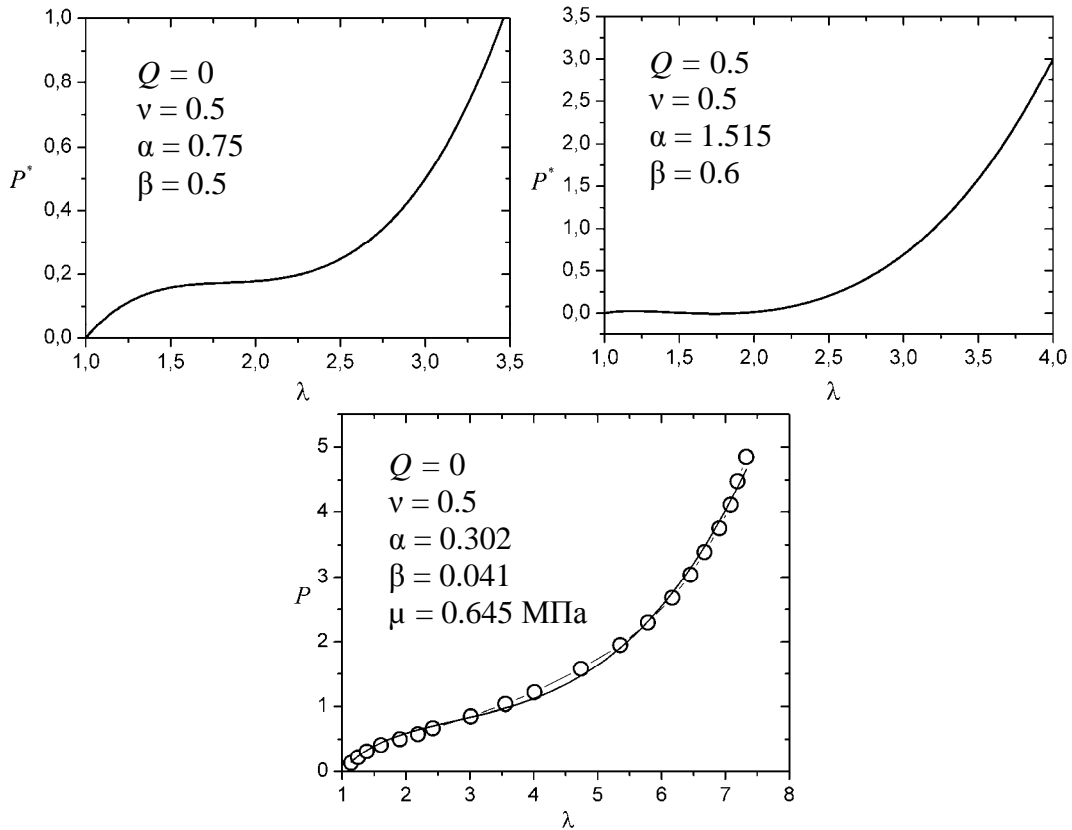 1,0
0,8
0,6
0,4
0,2
0,0
P*
Q = 0
ν = 0.5
α = 0.75
β = 0.5
1,0 1,5 2,0 2,5 3,0 3,5
λ
3,5
3,0
2,5
2,0
1,5
1,0
0,5
0,0
P*
Q = 0.5
ν = 0.5
α = 1.515
β = 0.6
1,0 1,5 2,0 2,5 3,0 3,5 4,0
λ
5
4
3
2
1
0
P
Q = 0
ν = 0.5
α = 0.302
β = 0.041
μ = 0.645 МПа
1 2 3 4 5 6 7 8
λ